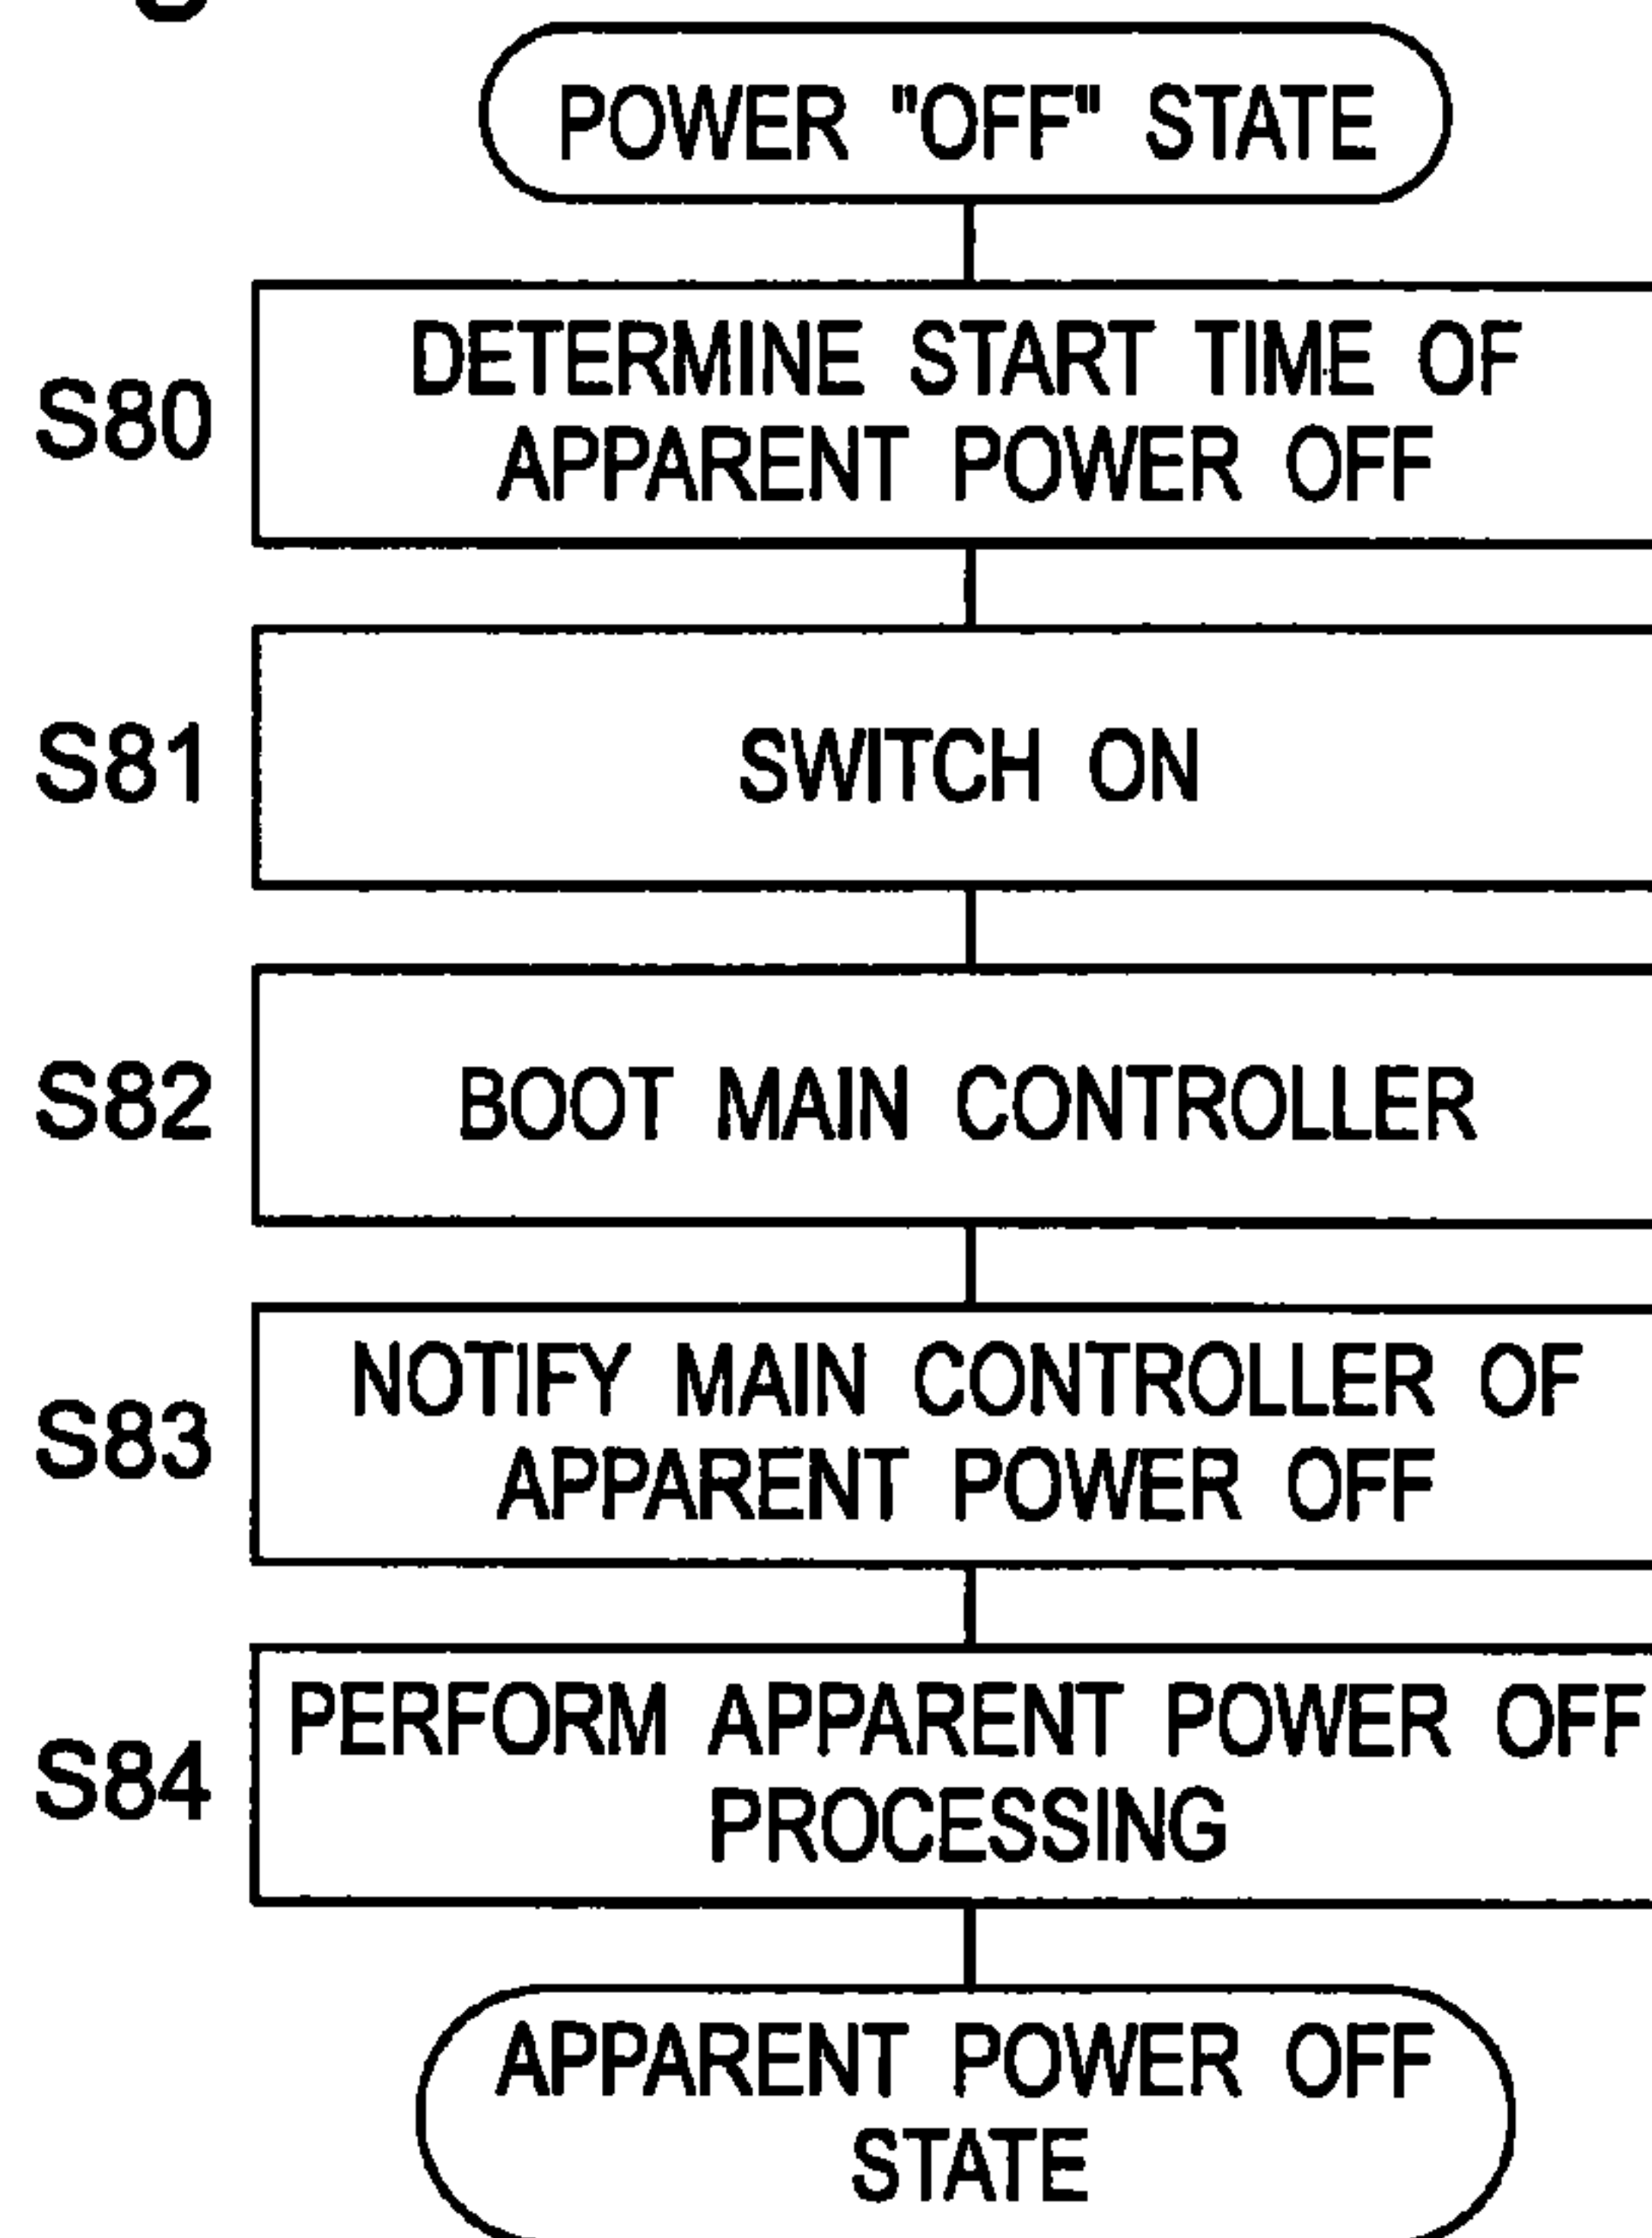 POWER "OFF" STATE
S80
DETERMINE START TIME OF
APPARENT POWER OFF
S81
SWITCH ON
S82
BOOT MAIN CONTROLLER
S83
NOTIFY MAIN CONTROLLER OF
APPARENT POWER OFF
S84
PERFORM APPARENT POWER OFF
PROCESSING
APPARENT POWER OFF
STATE